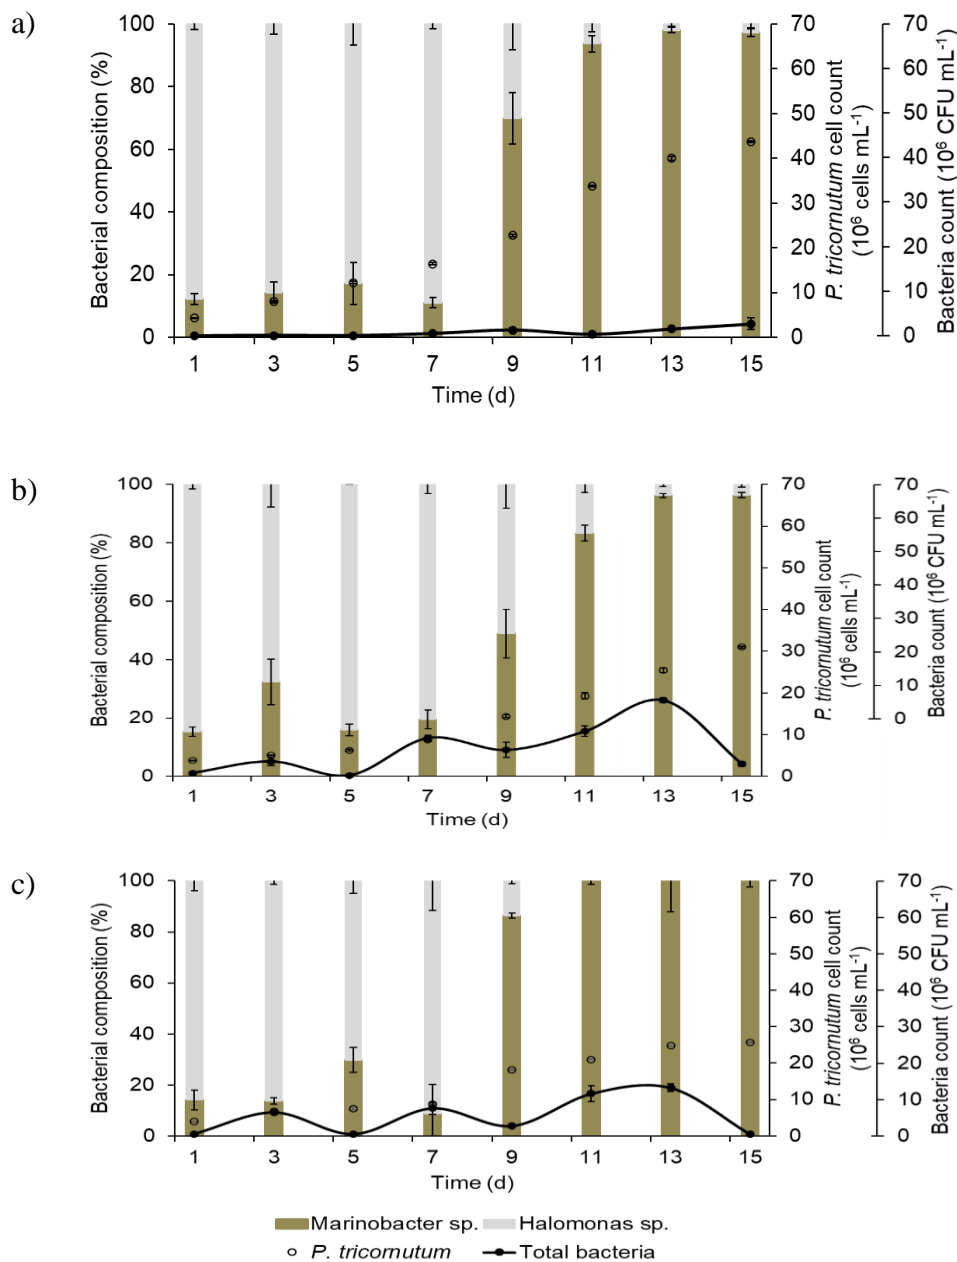 a)
Bacterial composition (%)
100
80
60
40
20
0
1 3 5 7 9 11 13 15
Time (d)
70
60
50
40
30
20
10
0
P. tricornutum cell count
(10⁶ cells mL⁻¹)
70
60
50
40
30
20
10
0
Bacteria count (10⁶ CFU mL⁻¹)
b)
Bacterial composition (%)
100
80
60
40
20
0
1 3 5 7 9 11 13 15
Time (d)
70
60
50
40
30
20
10
0
P. tricornutum cell count
(10⁶ cells mL⁻¹)
70
60
50
40
30
20
10
0
Bacteria count (10⁶ CFU mL⁻¹)
c)
Bacterial composition (%)
100
80
60
40
20
0
1 3 5 7 9 11 13 15
Time (d)
70
60
50
40
30
20
10
0
P. tricornutum cell count
(10⁶ cells mL⁻¹)
70
60
50
40
30
20
10
0
Bacteria count (10⁶ CFU mL⁻¹)
Marinobacter sp. Halomonas sp.
P. tricornutum Total bacteria